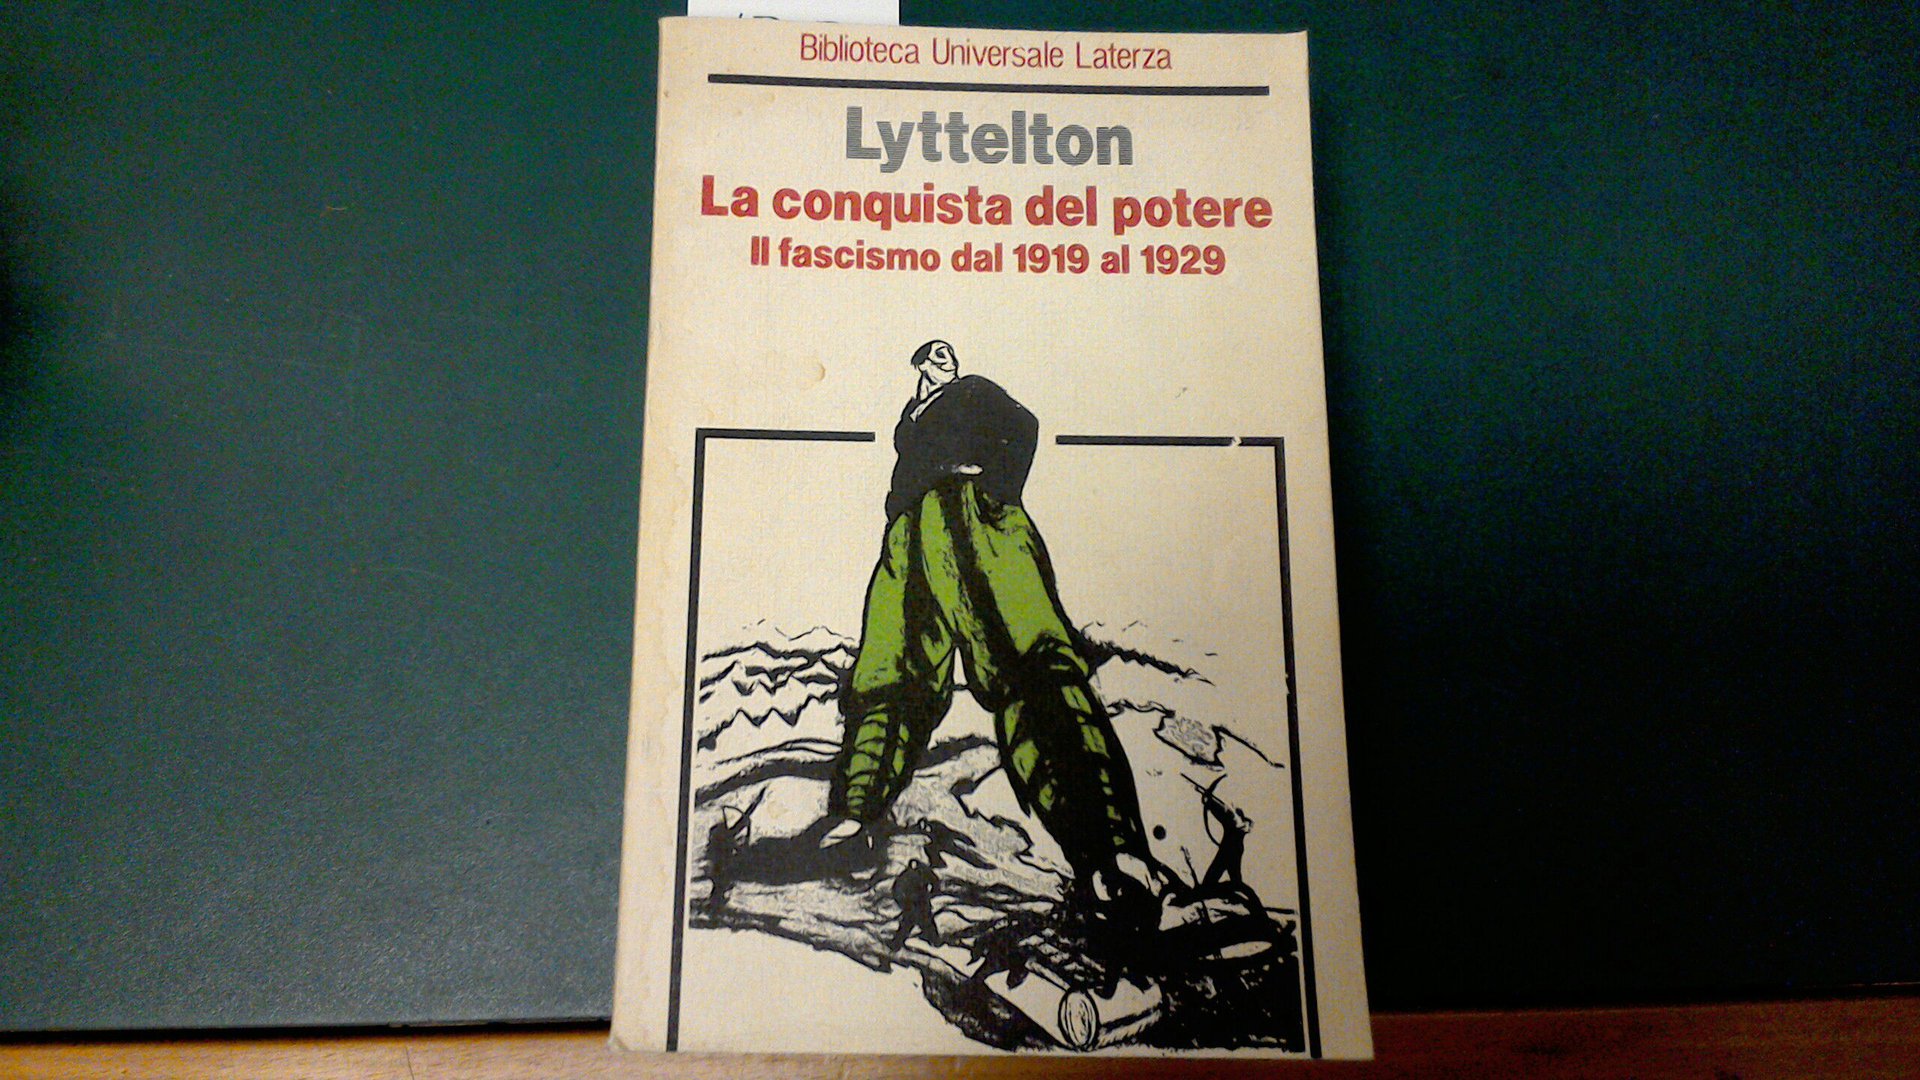 Biblioteca Universale Laterza
Lyttelton
La conquista del potere
Il fascismo dal 1919 al 1929